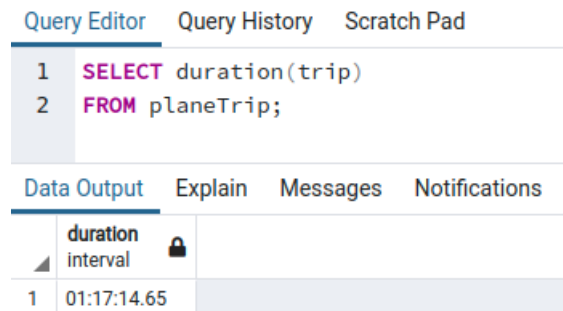 Query Editor Query History Scratch Pad
1 SELECT duration(trip)
2 FROM planeTrip;
Data Output Explain Messages Notifications
duration
interval
1 01:17:14.65